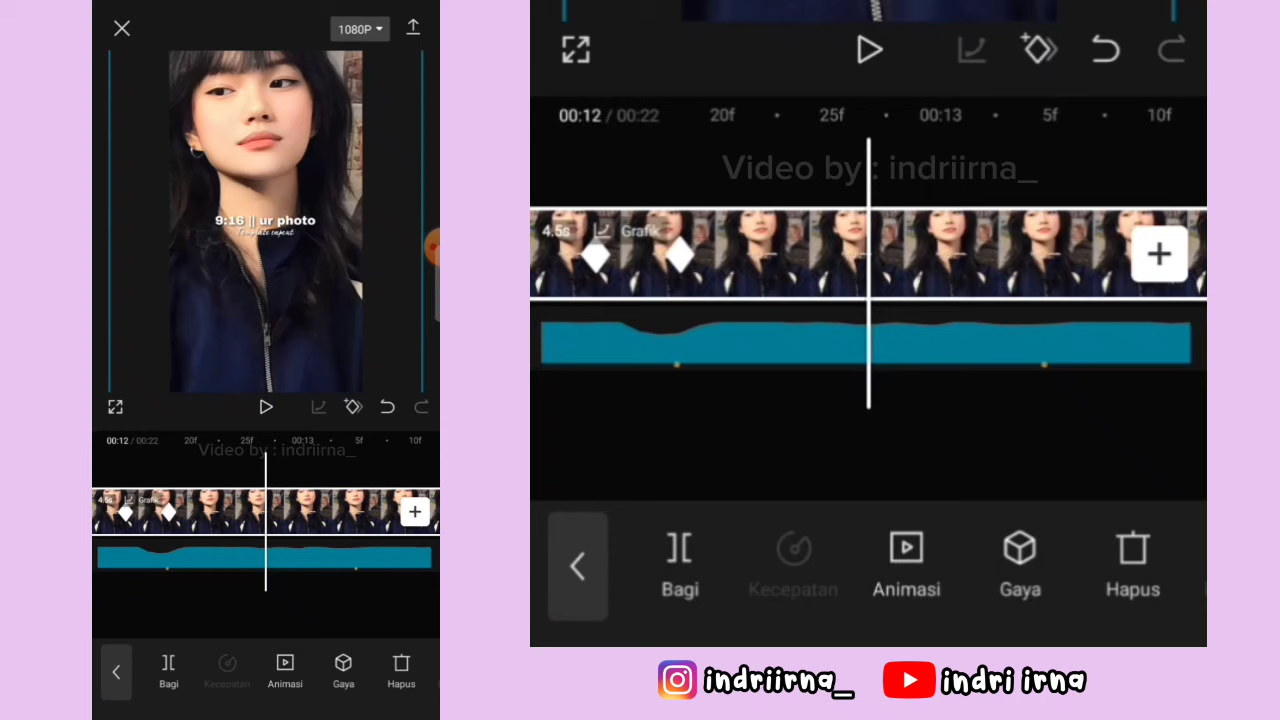 1080P
9:16 || ur photo
Template caput
00:12 / 00:22 20f 25f 00:13 5f 10f
Video by : indriirna_
4.5s Grafik
Bagi Kecepatan Animasi Gaya Hapus
00:12 / 00:22 20f 25f 00:13 5f 10f
Video by : indriirna_
4.5s Grafik
Bagi Kecepatan Animasi Gaya Hapus
indriirna_ indri irna